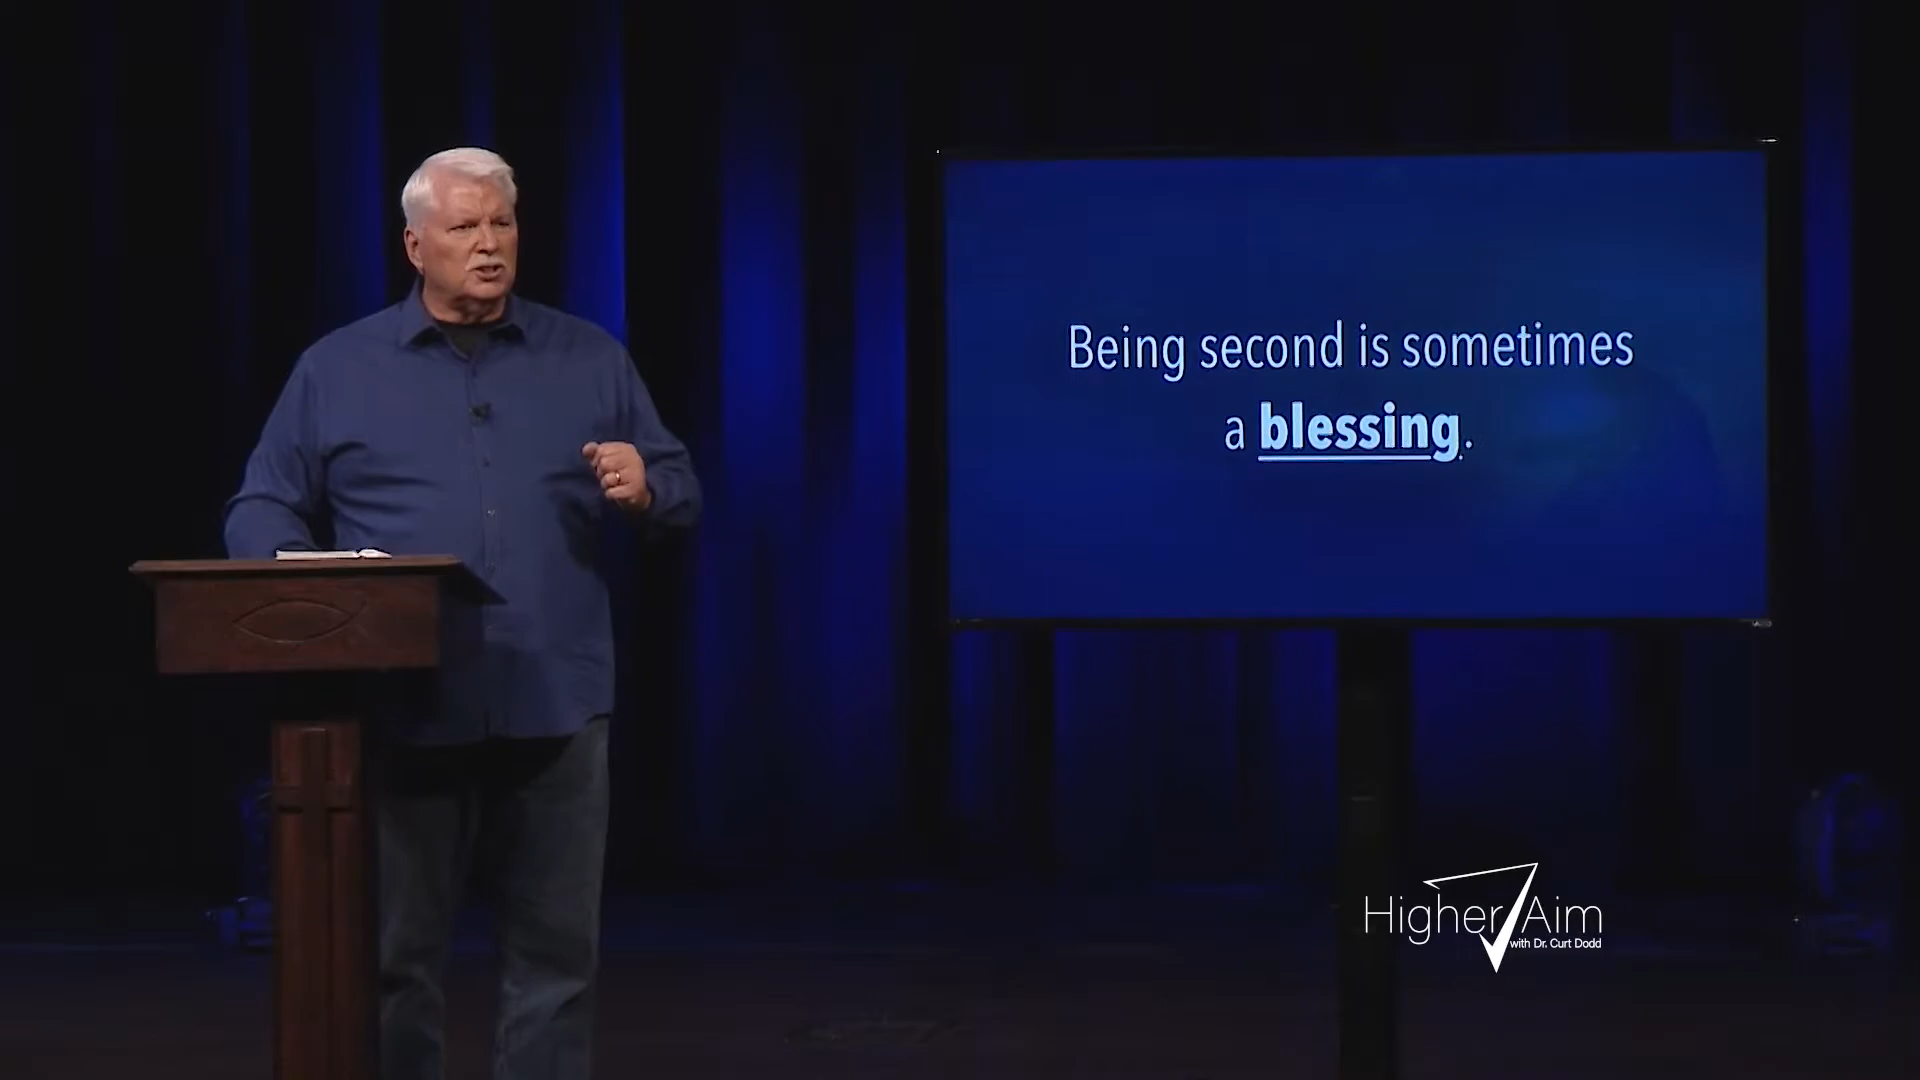 Being second is sometimes
a blessing.
Higher Aim
with Dr. Curt Dodd